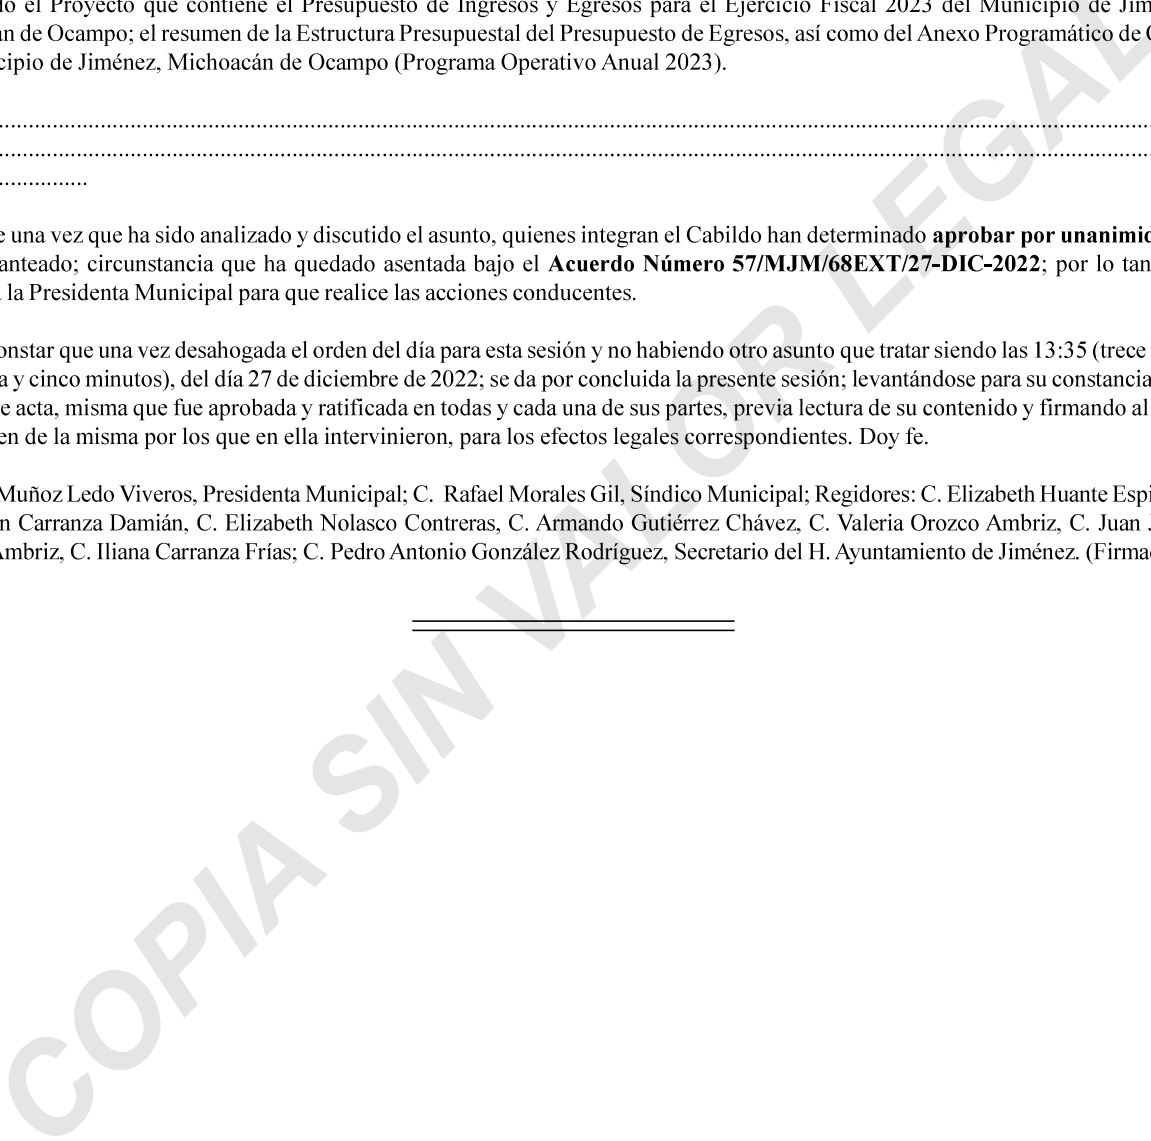 lo el Proyecto que contiene el Presupuesto de Ingresos y Egresos para el Ejercicio Fiscal 2023 del Municipio de Jim
an de Ocampo; el resumen de la Estructura Presupuestal del Presupuesto de Egresos, así como del Anexo Programático de
cipio de Jiménez, Michoacán de Ocampo (Programa Operativo Anual 2023).
e una vez que ha sido analizado y discutido el asunto, quienes integran el Cabildo han determinado aprobar por unanimid
anteado; circunstancia que ha quedado asentada bajo el Acuerdo Número 57/MJM/68EXT/27-DIC-2022; por lo tan
a la Presidenta Municipal para que realice las acciones conducentes.
onstar que una vez desahogada el orden del día para esta sesión y no habiendo otro asunto que tratar siendo las 13:35 (trece
a y cinco minutos), del día 27 de diciembre de 2022; se da por concluida la presente sesión; levantándose para su constancia
e acta, misma que fue aprobada y ratificada en todas y cada una de sus partes, previa lectura de su contenido y firmando al
en de la misma por los que en ella intervinieron, para los efectos legales correspondientes. Doy fe.
Muñoz Ledo Viveros, Presidenta Municipal; C. Rafael Morales Gil, Síndico Municipal; Regidores: C. Elizabeth Huante Espi
n Carranza Damián, C. Elizabeth Nolasco Contreras, C. Armando Gutiérrez Chávez, C. Valeria Orozco Ambriz, C. Juan J
Ambriz, C. Iliana Carranza Frías; C. Pedro Antonio González Rodríguez, Secretario del H. Ayuntamiento de Jiménez. (Firma
COPIA SIN VALOR LEGAL